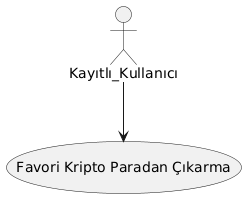 Kayıtlı_Kullanıcı
Favori Kripto Paradan Çıkarma